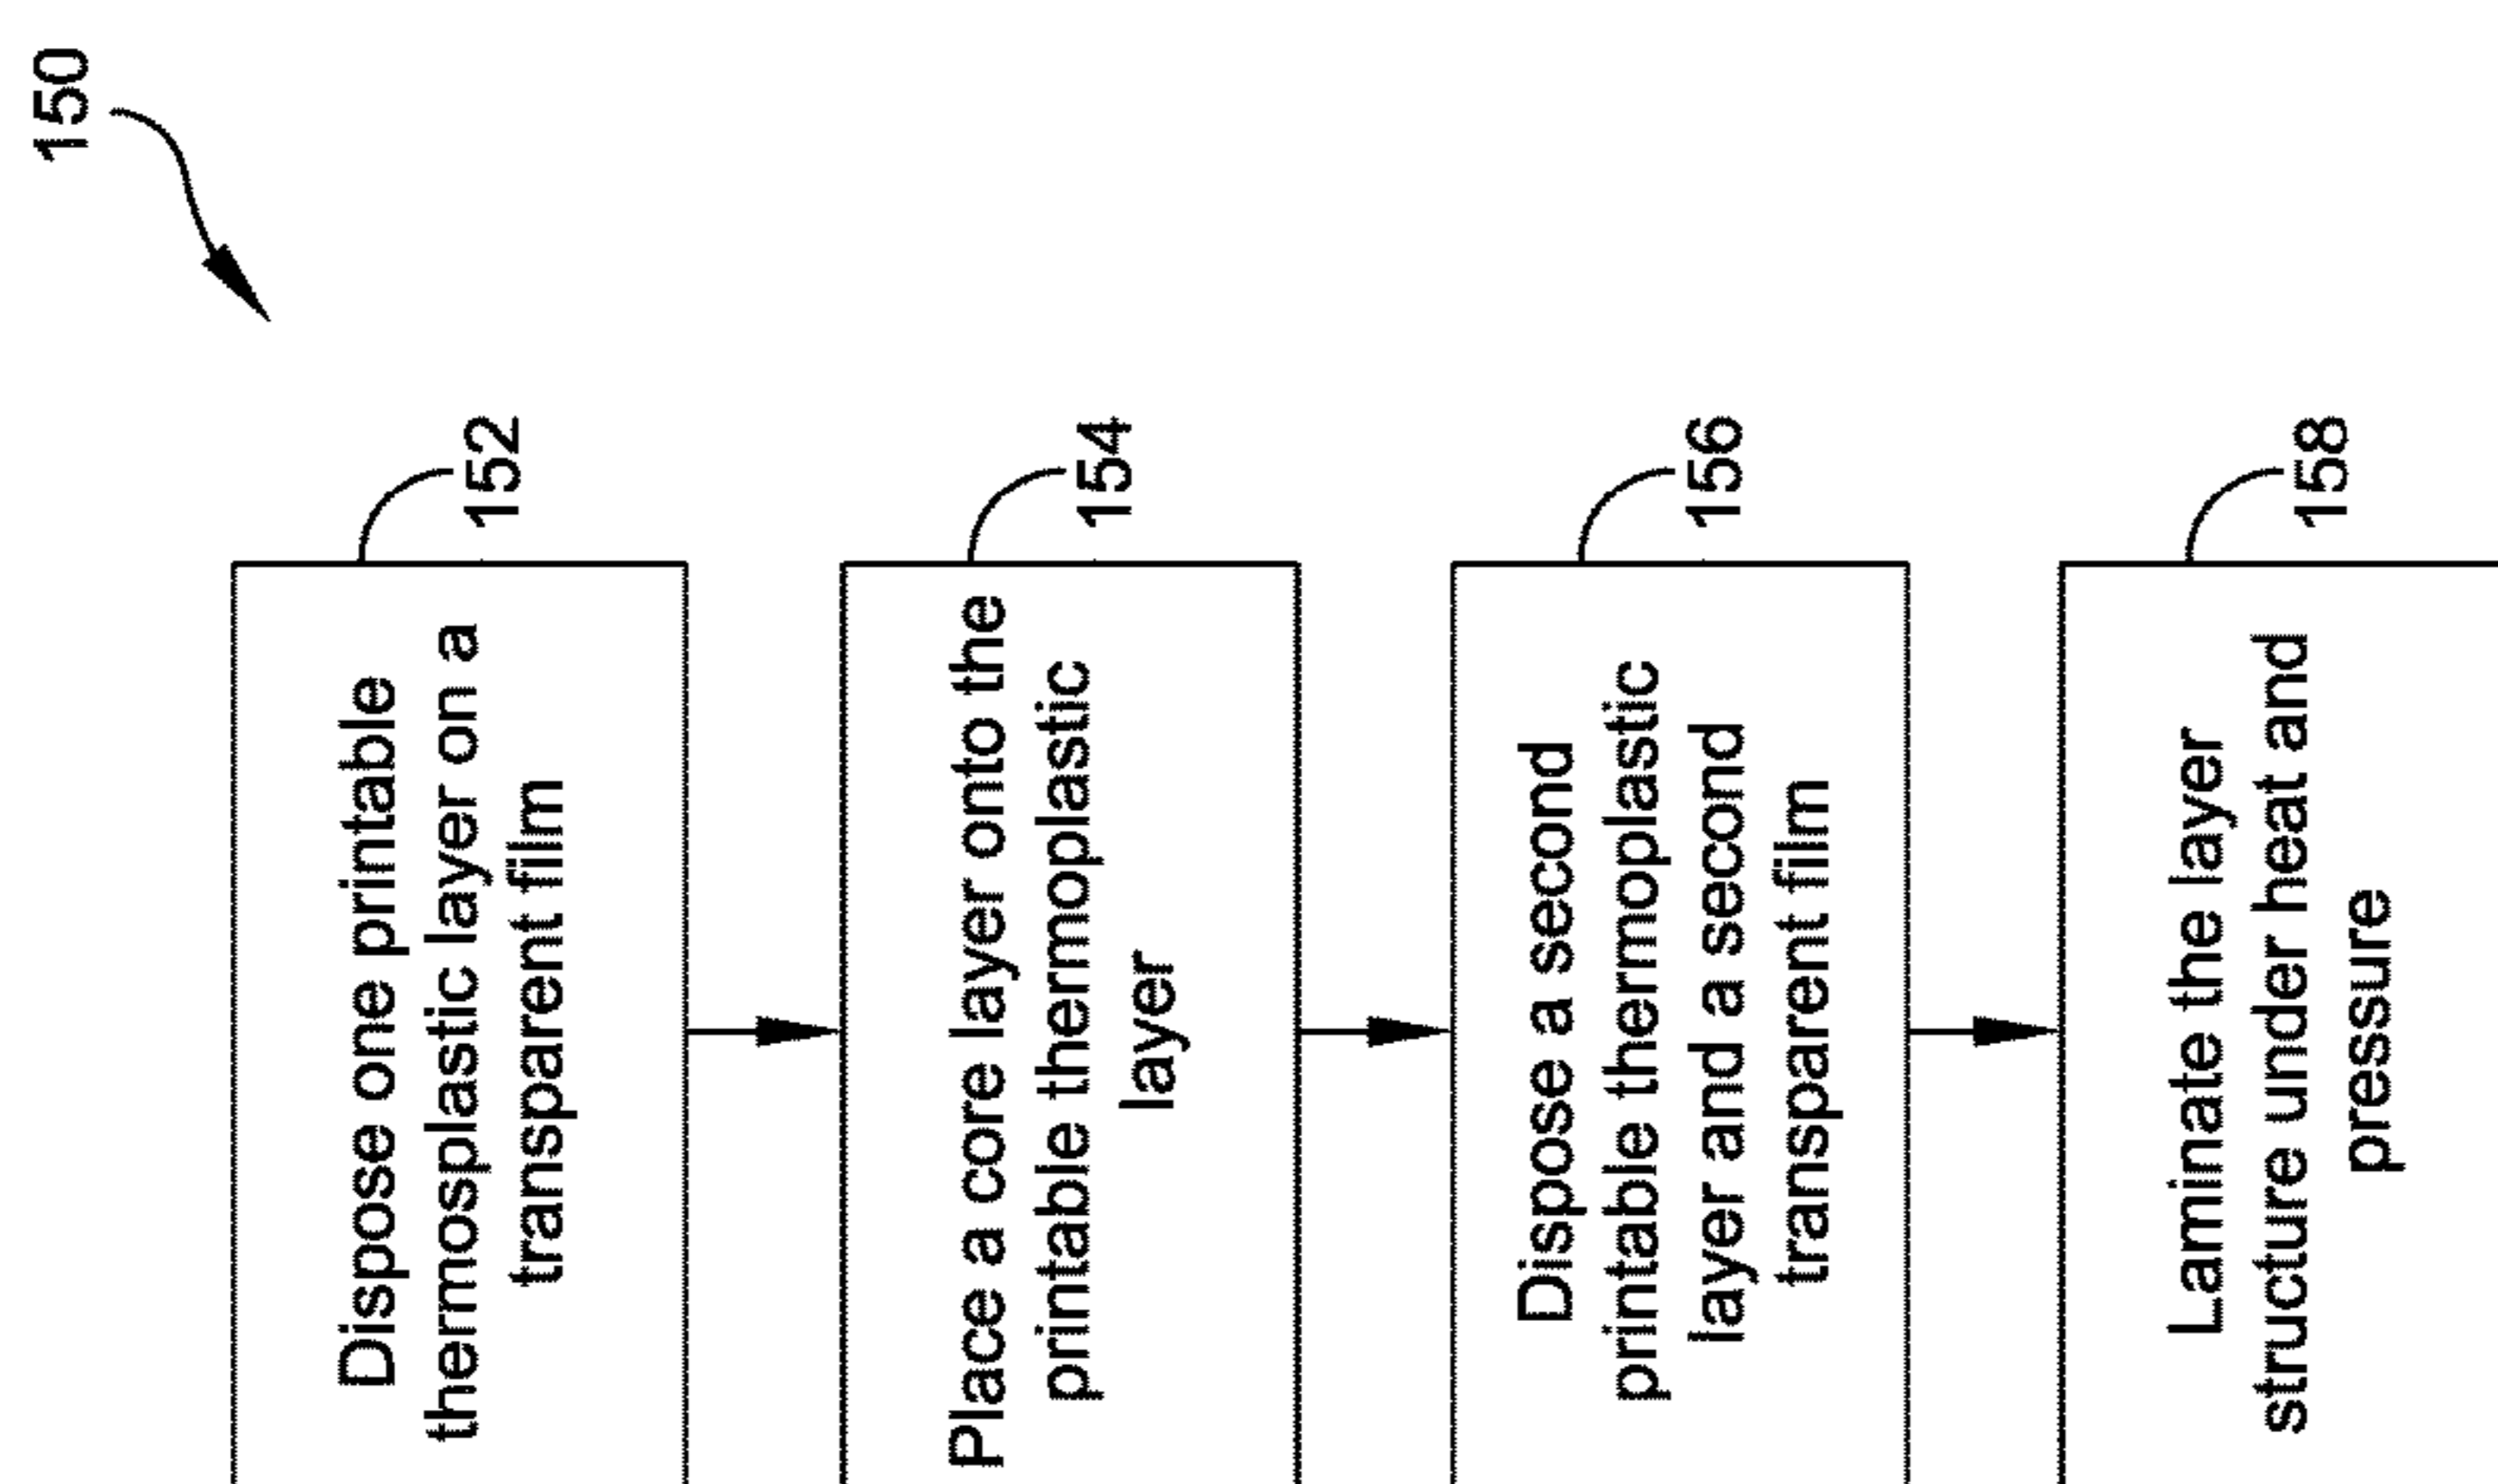 150
Dispose one printable
thermosplastic layer on a
transparent film
152
Place a core layer onto the
printable thermoplastic
layer
154
Dispose a second
printable thermoplastic
layer and a second
transparent film
156
Laminate the layer
structure under heat and
pressure
158